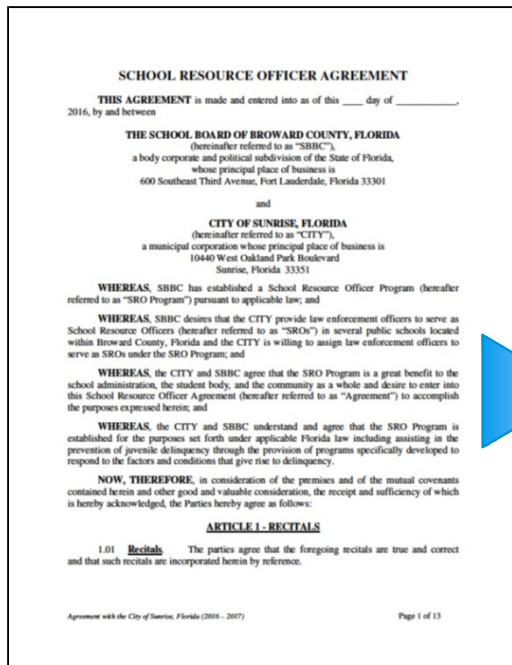 SCHOOL RESOURCE OFFICER AGREEMENT
THIS AGREEMENT is made and entered into as of this ____ day of ____________,
2016, by and between
THE SCHOOL BOARD OF BROWARD COUNTY, FLORIDA
(hereinafter referred to as “SBBC”),
a body corporate and political subdivision of the State of Florida,
whose principal place of business is
600 Southeast Third Avenue, Fort Lauderdale, Florida 33301
and
CITY OF SUNRISE, FLORIDA
(hereinafter referred to as “CITY”),
a municipal corporation whose principal place of business is
10440 West Oakland Park Boulevard
Sunrise, Florida 33351
WHEREAS, SBBC has established a School Resource Officer Program (hereafter
referred to as “SRO Program”) pursuant to applicable law; and
WHEREAS, SBBC desires that the CITY provide law enforcement officers to serve as
School Resource Officers (hereafter referred to as “SROs”) in several public schools located
within Broward County, Florida and the CITY is willing to assign law enforcement officers to
serve as SROs under the SRO Program; and
WHEREAS, the CITY and SBBC agree that the SRO Program is a great benefit to the
school administration, the student body, and the community as a whole and desire to enter into
this School Resource Officer Agreement (hereafter referred to as “Agreement”) to accomplish
the purposes expressed herein; and
WHEREAS, the CITY and SBBC understand and agree that the SRO Program is
established for the purposes set forth under applicable Florida law including assisting in the
prevention of juvenile delinquency through the provision of programs specifically developed to
respond to the factors and conditions that give rise to delinquency.
NOW, THEREFORE, in consideration of the premises and of the mutual covenants
contained herein and other good and valuable consideration, the receipt and sufficiency of which
is hereby acknowledged, the Parties hereby agree as follows:
ARTICLE 1 - RECITALS
1.01 Recitals. The parties agree that the foregoing recitals are true and correct
and that such recitals are incorporated herein by reference.
Agreement with the City of Sunrise, Florida (2016 – 2017) Page 1 of 13